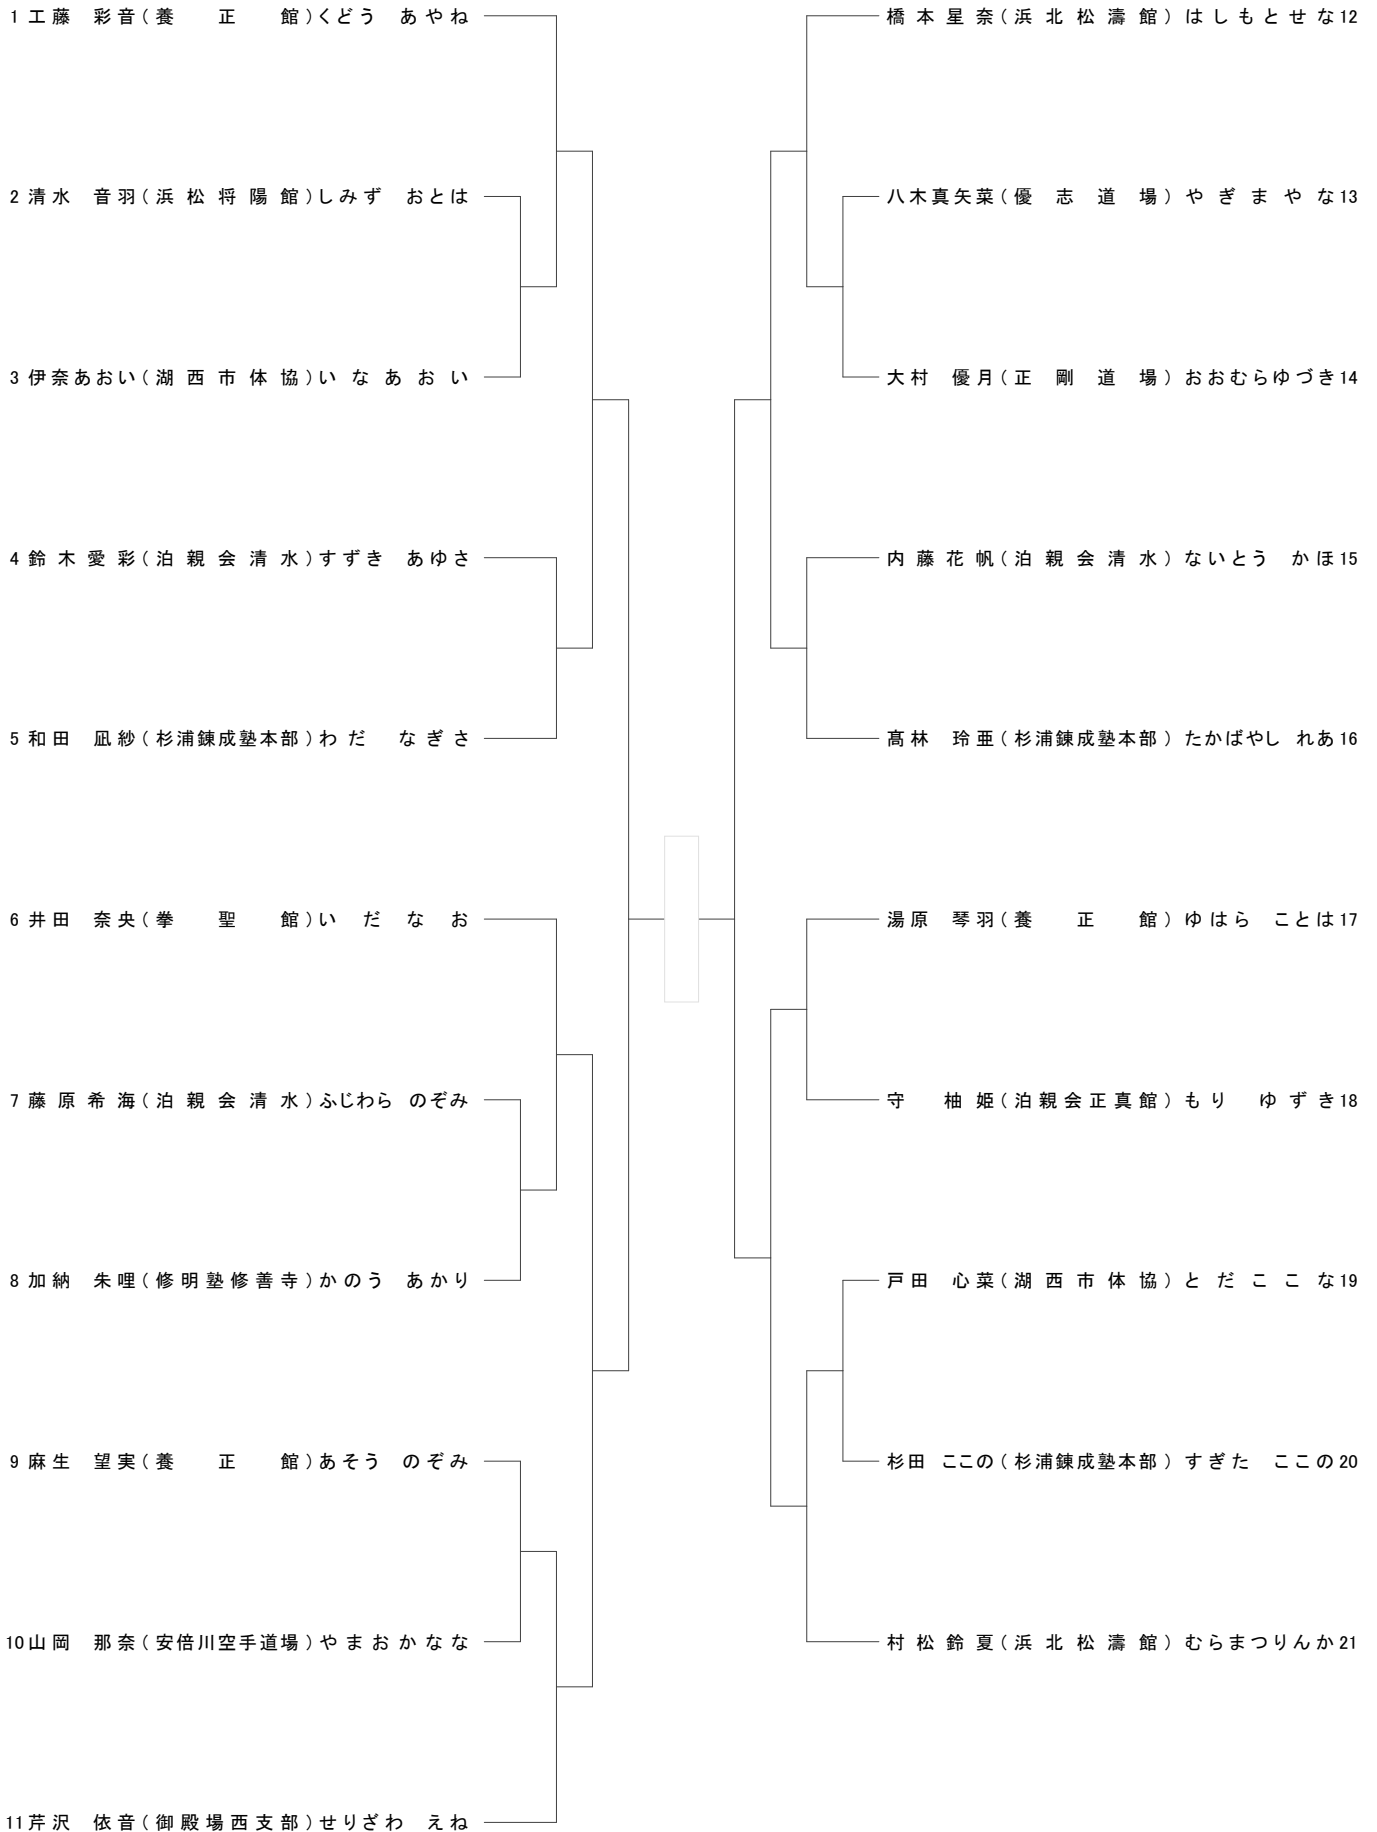 1 工藤 彩音(養正館)くどう あやね
2 清水 音羽(浜松将陽館)しみず おとは
3 伊奈あおい(湖西市体協)いなあおい
4 鈴木愛彩(泊親会清水)すずき あゆさ
5 和田 凪紗(杉浦錬成塾本部)わだ なぎさ
6 井田 奈央(拳聖館)いだなお
7 藤原希海(泊親会清水)ふじわら のぞみ
8 加納 朱哩(修明塾修善寺)かのう あかり
9 麻生 望実(養正館)あそう のぞみ
10 山岡 那奈(安倍川空手道場)やまおかなな
11 芹沢 依音(御殿場西支部)せりざわ えね
橋本星奈(浜北松濤館)はしもとせな 12
八木真矢菜(優志道場)やぎまやな 13
大村 優月(正剛道場)おおむらゆづき 14
内藤花帆(泊親会清水)ないとう かほ 15
髙林 玲亜(杉浦錬成塾本部)たかばやし れあ 16
湯原 琴羽(養正館)ゆはら ことは 17
守 柚姫(泊親会正真館)もり ゆずき 18
戸田 心菜(湖西市体協)とだここな 19
杉田 ここの(杉浦錬成塾本部)すぎた ここの 20
村松鈴夏(浜北松濤館)むらまつりんか 21